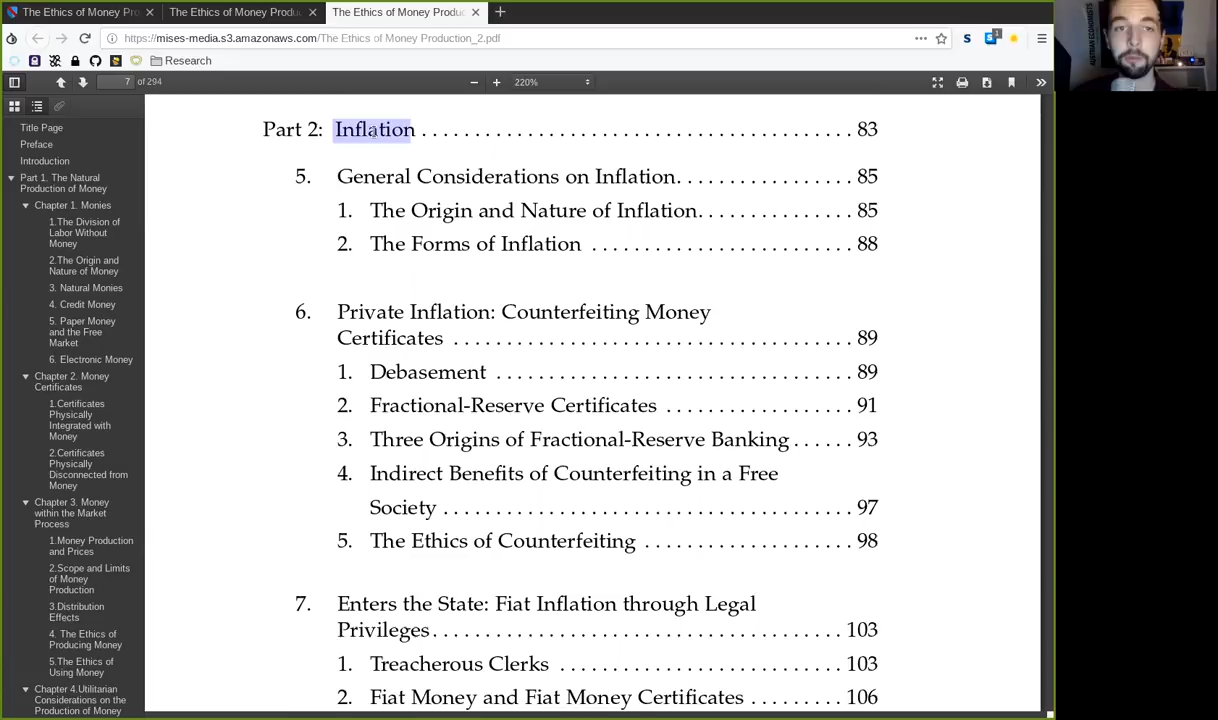 The Ethics of Money Pro
The Ethics of Money Produ
The Ethics of Money Produ
https://mises-media.s3.amazonaws.com/The Ethics of Money Production_2.pdf
Research
7 of 294
220%
Title Page
Preface
Introduction
Part 1. The Natural
Production of Money
Chapter 1. Monies
1.The Division of
Labor Without
Money
2.The Origin and
Nature of Money
3. Natural Monies
4. Credit Money
5. Paper Money
and the Free
Market
6. Electronic Money
Chapter 2. Money
Certificates
1.Certificates
Physically
Integrated with
Money
2.Certificates
Physically
Disconnected from
Money
Chapter 3. Money
within the Market
Process
1.Money Production
and Prices
2.Scope and Limits
of Money
Production
3.Distribution
Effects
4. The Ethics of
Producing Money
5.The Ethics of
Using Money
Chapter 4.Utilitarian
Considerations on the
Production of Money
Part 2: Inflation . . . . . . . . . . . . . . . . . . . . . . . . . . . . . . . . . . . . . . . . 83
5. General Considerations on Inflation. . . . . . . . . . . . . . . . 85
1. The Origin and Nature of Inflation. . . . . . . . . . . . . . 85
2. The Forms of Inflation . . . . . . . . . . . . . . . . . . . . . . . . 88
6. Private Inflation: Counterfeiting Money
Certificates . . . . . . . . . . . . . . . . . . . . . . . . . . . . . . . . . . . . . 89
1. Debasement . . . . . . . . . . . . . . . . . . . . . . . . . . . . . . . . . 89
2. Fractional-Reserve Certificates . . . . . . . . . . . . . . . . . 91
3. Three Origins of Fractional-Reserve Banking . . . . . . 93
4. Indirect Benefits of Counterfeiting in a Free
Society . . . . . . . . . . . . . . . . . . . . . . . . . . . . . . . . . . . . . . 97
5. The Ethics of Counterfeiting . . . . . . . . . . . . . . . . . . . 98
7. Enters the State: Fiat Inflation through Legal
Privileges. . . . . . . . . . . . . . . . . . . . . . . . . . . . . . . . . . . . . . 103
1. Treacherous Clerks . . . . . . . . . . . . . . . . . . . . . . . . . . 103
2. Fiat Money and Fiat Money Certificates . . . . . . . . . 106